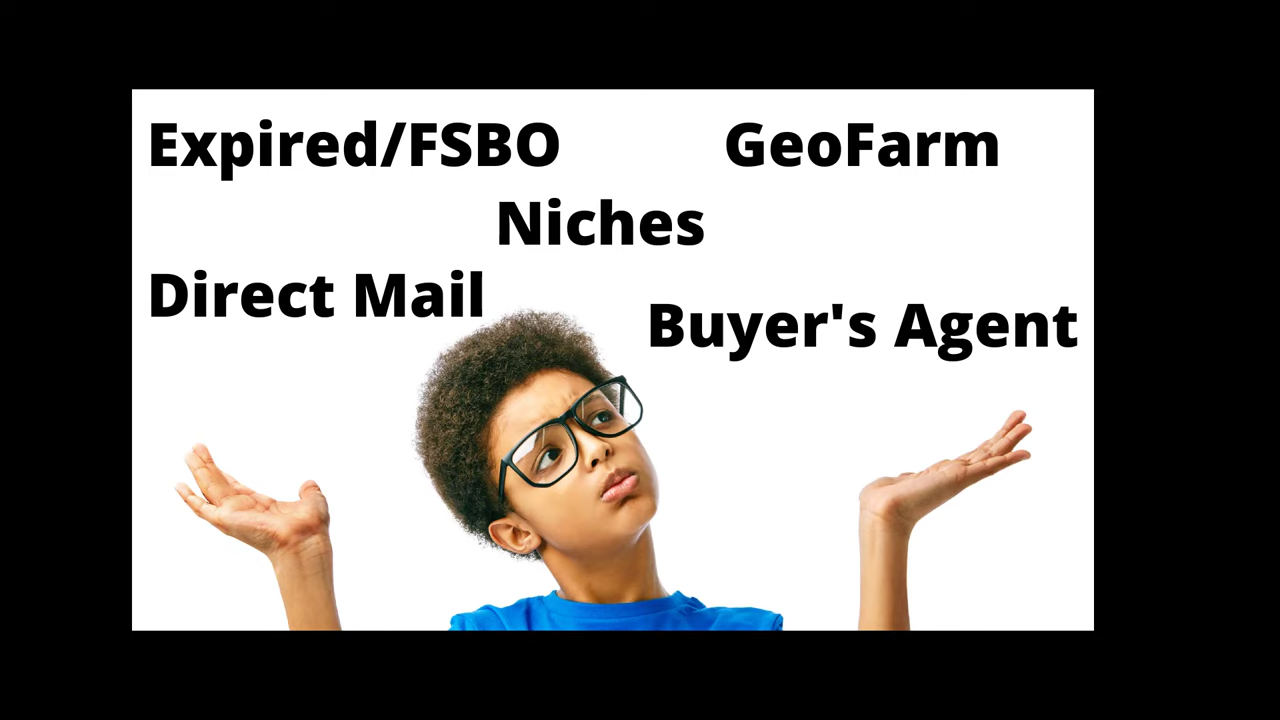 Expired/FSBO
GeoFarm
Niches
Direct Mail
Buyer's Agent